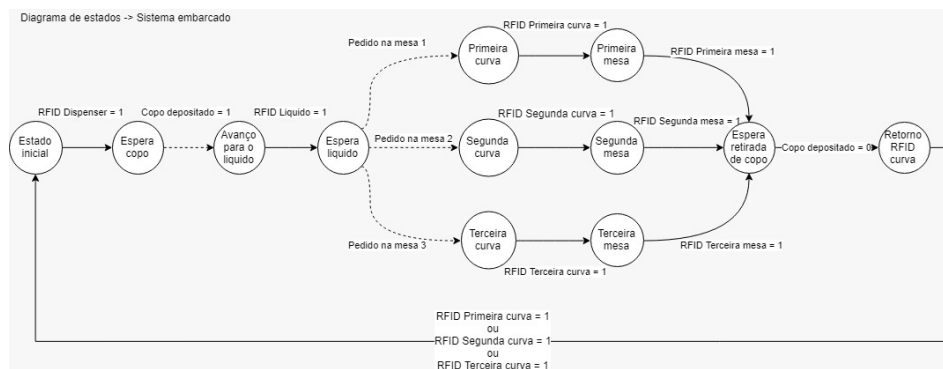 Diagrama de estados -> Sistema embarcado
RFID Primeira curva = 1
Pedido na mesa 1
Primeira
curva
Primeira
mesa
RFID Primeira mesa = 1
RFID Dispenser = 1
Copo depositado = 1
RFID Liquido = 1
RFID Segunda curva = 1
RFID Segunda mesa = 1
Estado
inicial
Espera
copo
Avanço
para o
liquido
Espera
liquido
Pedido na mesa 2
Segunda
curva
Segunda
mesa
Espera
retirada
de copo
Copo depositado = 0
Retorno
RFID
curva
Pedido na mesa 3
Terceira
curva
Terceira
mesa
RFID Terceira mesa = 1
RFID Terceira curva = 1
RFID Primeira curva = 1
ou
RFID Segunda curva = 1
ou
RFID Terceira curva = 1